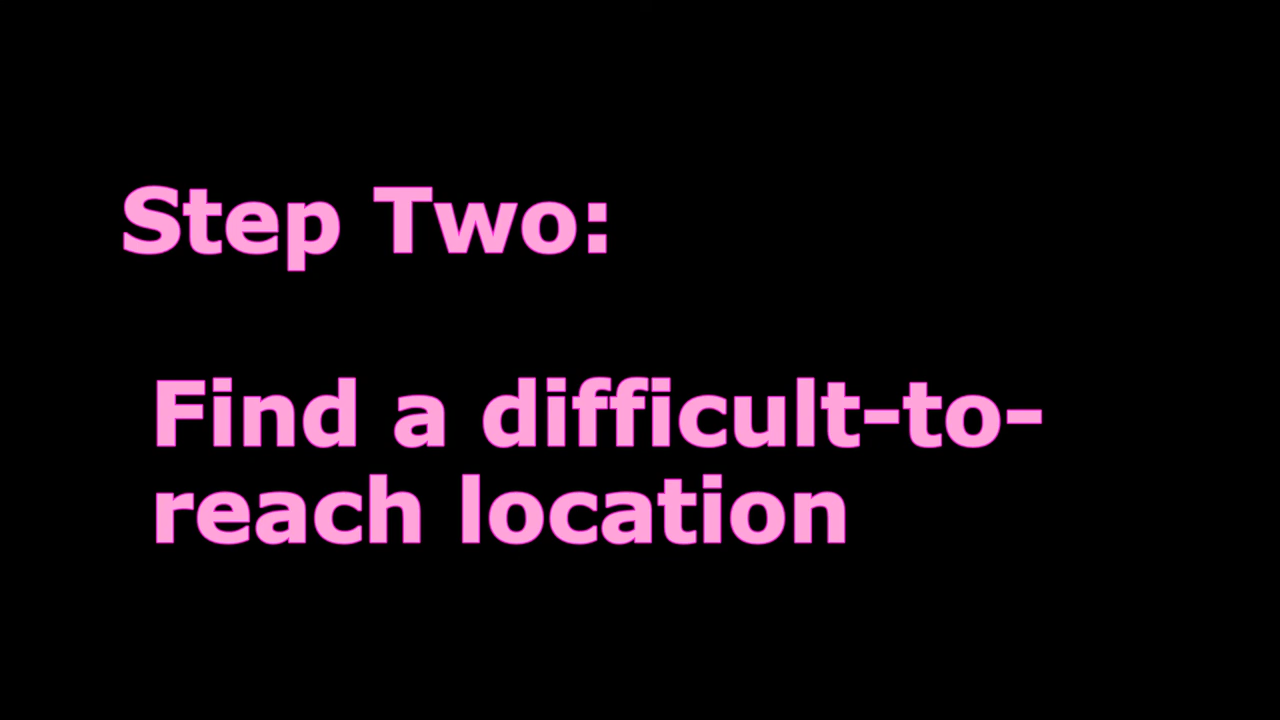 Step Two:
Find a difficult-to-
reach location